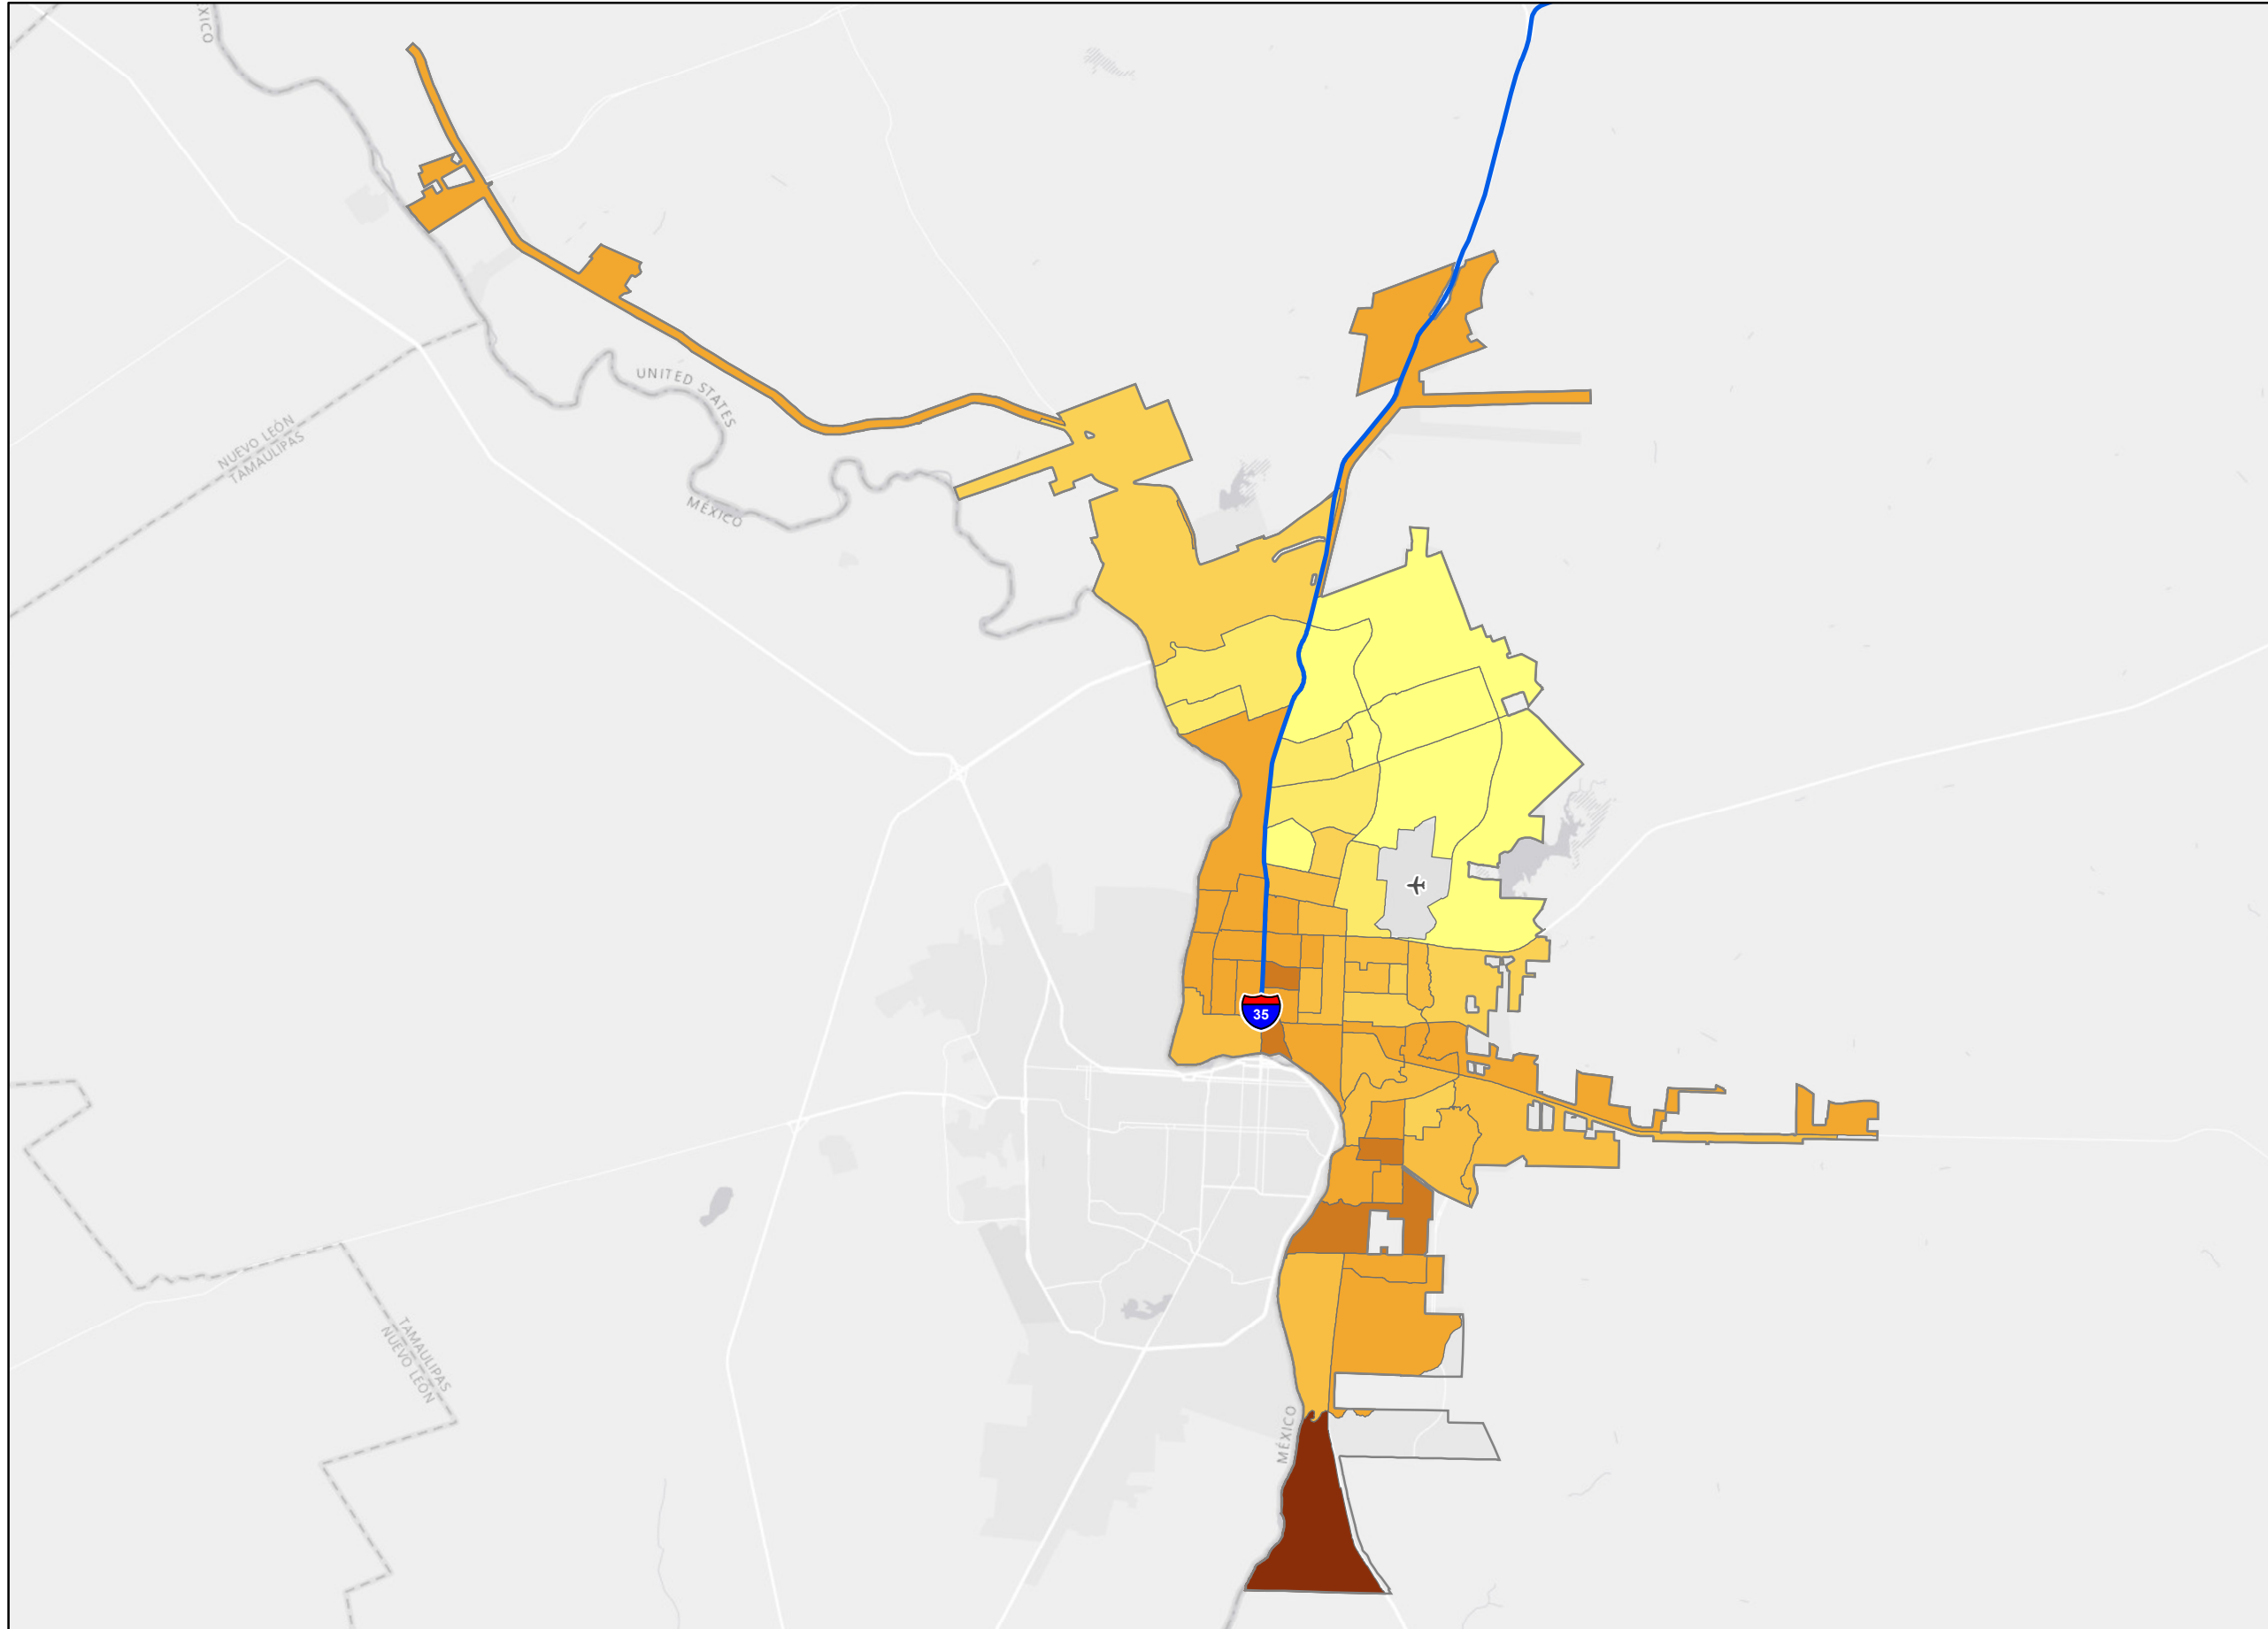 XICO
UNITED STATES
NUEVO LEÓN
TAMAULIPAS
MÉXICO
35
TAMAULIPAS
NUEVO LEÓN
MÉXICO